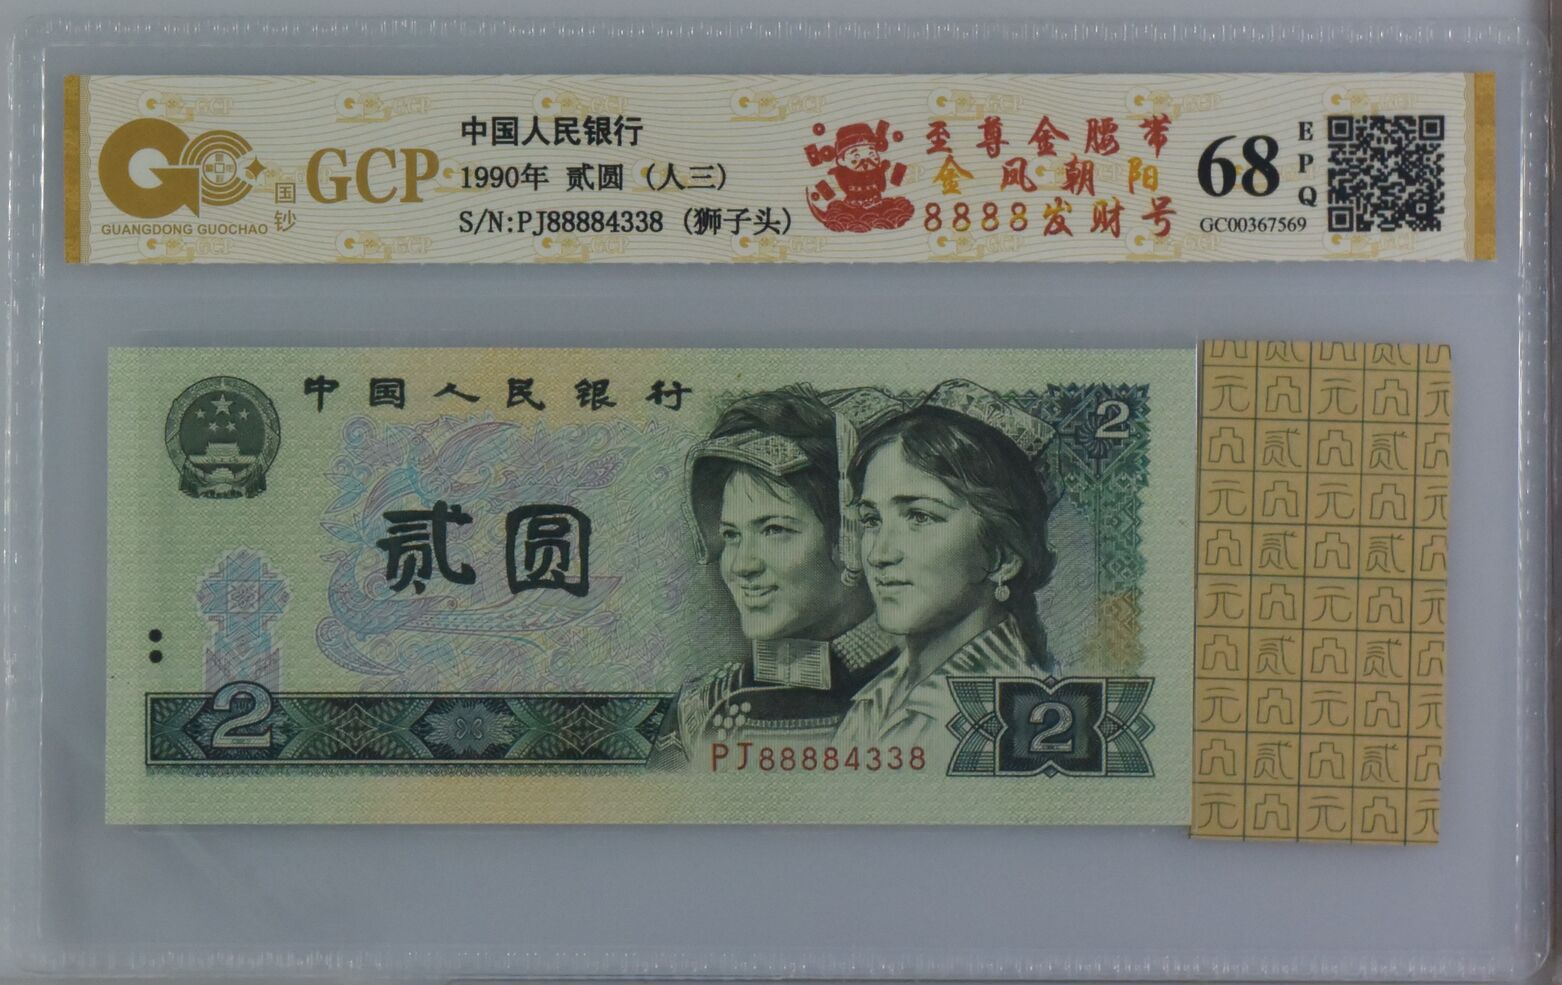 GUANGDONG GUOCHAO
国钞
GCP
中国人民银行
1990年 贰圆 (人三)
S/N:PJ88884338 (狮子头)
至尊金腰带
金凤朝阳
8888发财号
68
EPQ
GC00367569
中国人民银行
2
贰圆
2
PJ88884338
2